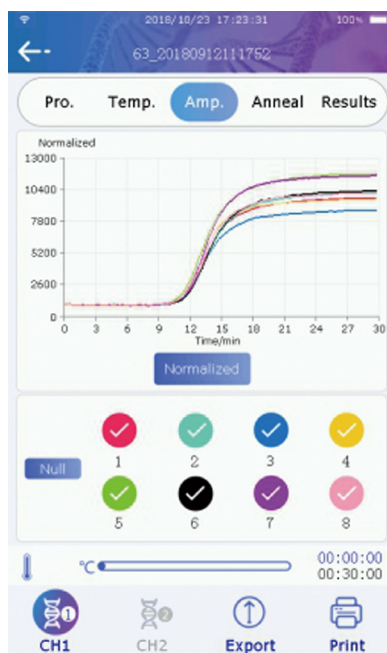 2018/10/23 17:23:31 100%
63_20180912111752
Pro. Temp. Amp. Anneal Results
Normalized
13000
10400
7800
5200
2600
0
0 3 6 9 12 15 18 21 24 27 30
Time/min
Normalized
Null
1 2 3 4
5 6 7 8
℃ 00:00:00
00:30:00
CH1 CH2 Export Print